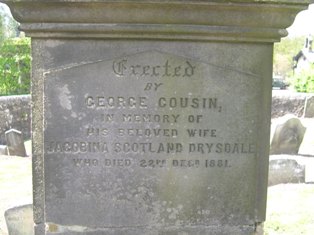 Erected
BY
GEORGE COUSIN,
IN MEMORY OF
HIS BELOVED WIFE
JACOBINA SCOTLAND DRYSDALE
WHO DIED 22ND DECR 1881.